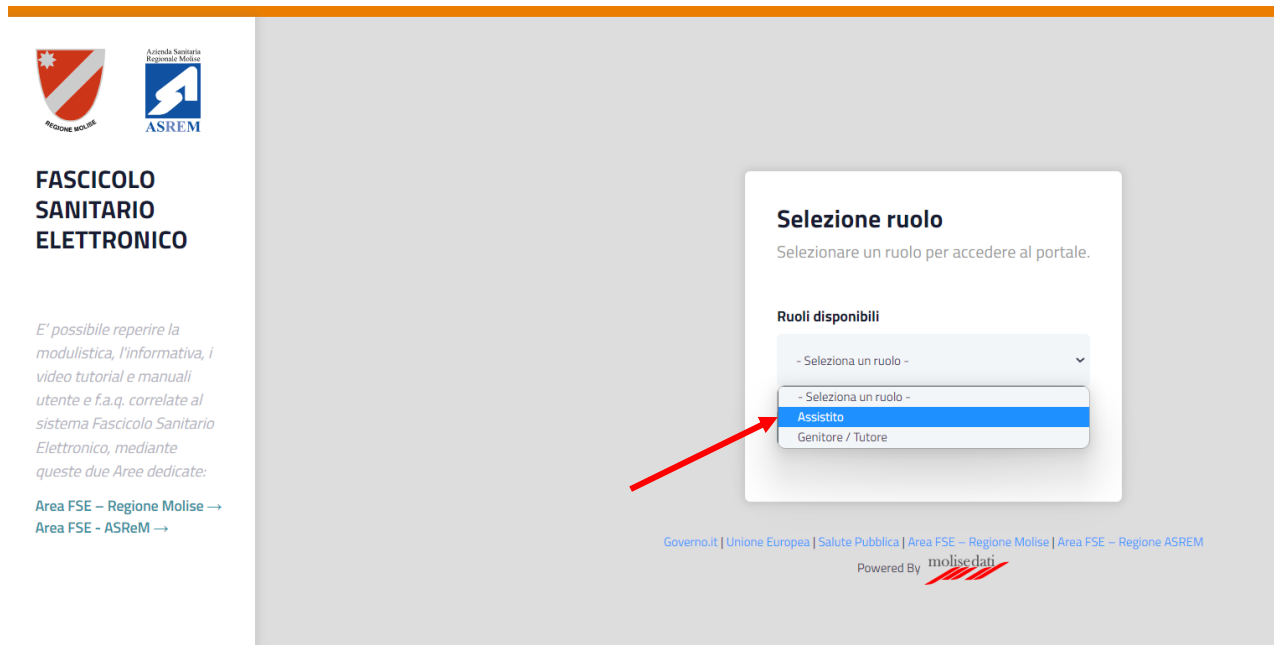 Azienda Sanitaria
Regionale Molise
REGIONE MOLISE
ASREM
FASCICOLO
SANITARIO
ELETTRONICO
E' possibile reperire la
modulistica, l'informativa, i
video tutorial e manuali
utente e f.a.q. correlate al
sistema Fascicolo Sanitario
Elettronico, mediante
queste due Aree dedicate:
Area FSE – Regione Molise →
Area FSE - ASReM →
Selezione ruolo
Selezionare un ruolo per accedere al portale.
Ruoli disponibili
- Seleziona un ruolo -
- Seleziona un ruolo -
Assistito
Genitore / Tutore
Governo.it | Unione Europea | Salute Pubblica | Area FSE – Regione Molise | Area FSE – Regione ASREM
Powered By molisedati